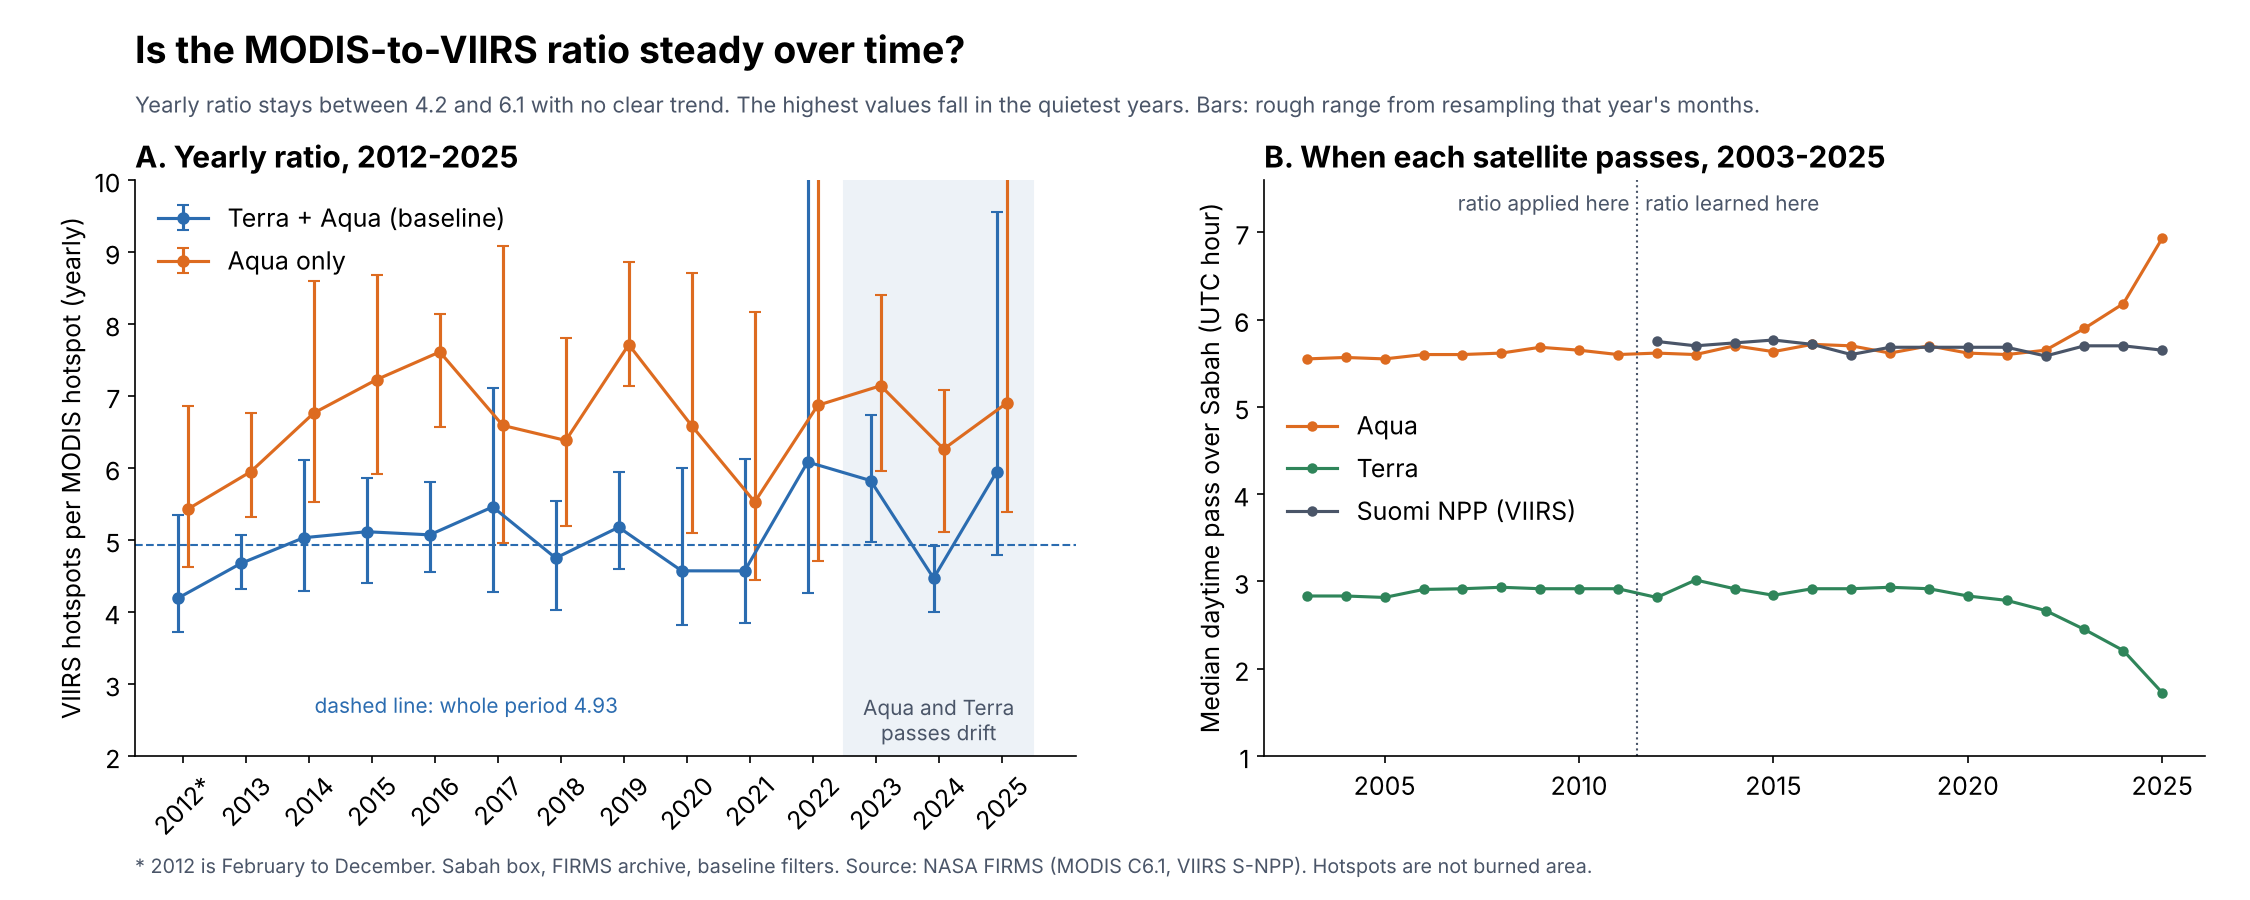 Is the MODIS-to-VIIRS ratio steady over time?
Yearly ratio stays between 4.2 and 6.1 with no clear trend. The highest values fall in the quietest years. Bars: rough range from resampling that year's months.
A. Yearly ratio, 2012-2025
VIIRS hotspots per MODIS hotspot (yearly)
10
9
8
7
6
5
4
3
2
Terra + Aqua (baseline)
Aqua only
dashed line: whole period 4.93
Aqua and Terra
passes drift
2012*
2013
2014
2015
2016
2017
2018
2019
2020
2021
2022
2023
2024
2025
B. When each satellite passes, 2003-2025
Median daytime pass over Sabah (UTC hour)
7
6
5
4
3
2
1
ratio applied here
ratio learned here
Aqua
Terra
Suomi NPP (VIIRS)
2005
2010
2015
2020
2025
* 2012 is February to December. Sabah box, FIRMS archive, baseline filters. Source: NASA FIRMS (MODIS C6.1, VIIRS S-NPP). Hotspots are not burned area.